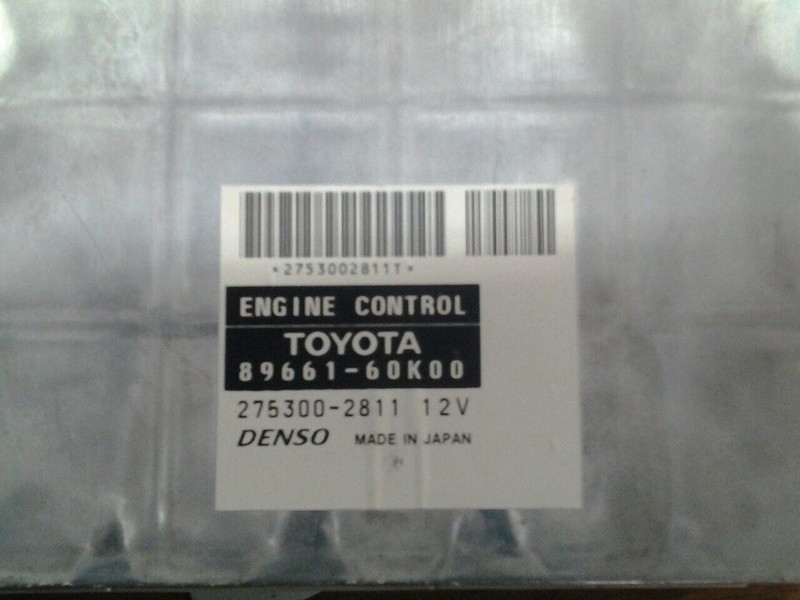 *2753002811T*
ENGINE CONTROL
TOYOTA
89661-60K00
275300-2811 12V
DENSO MADE IN JAPAN